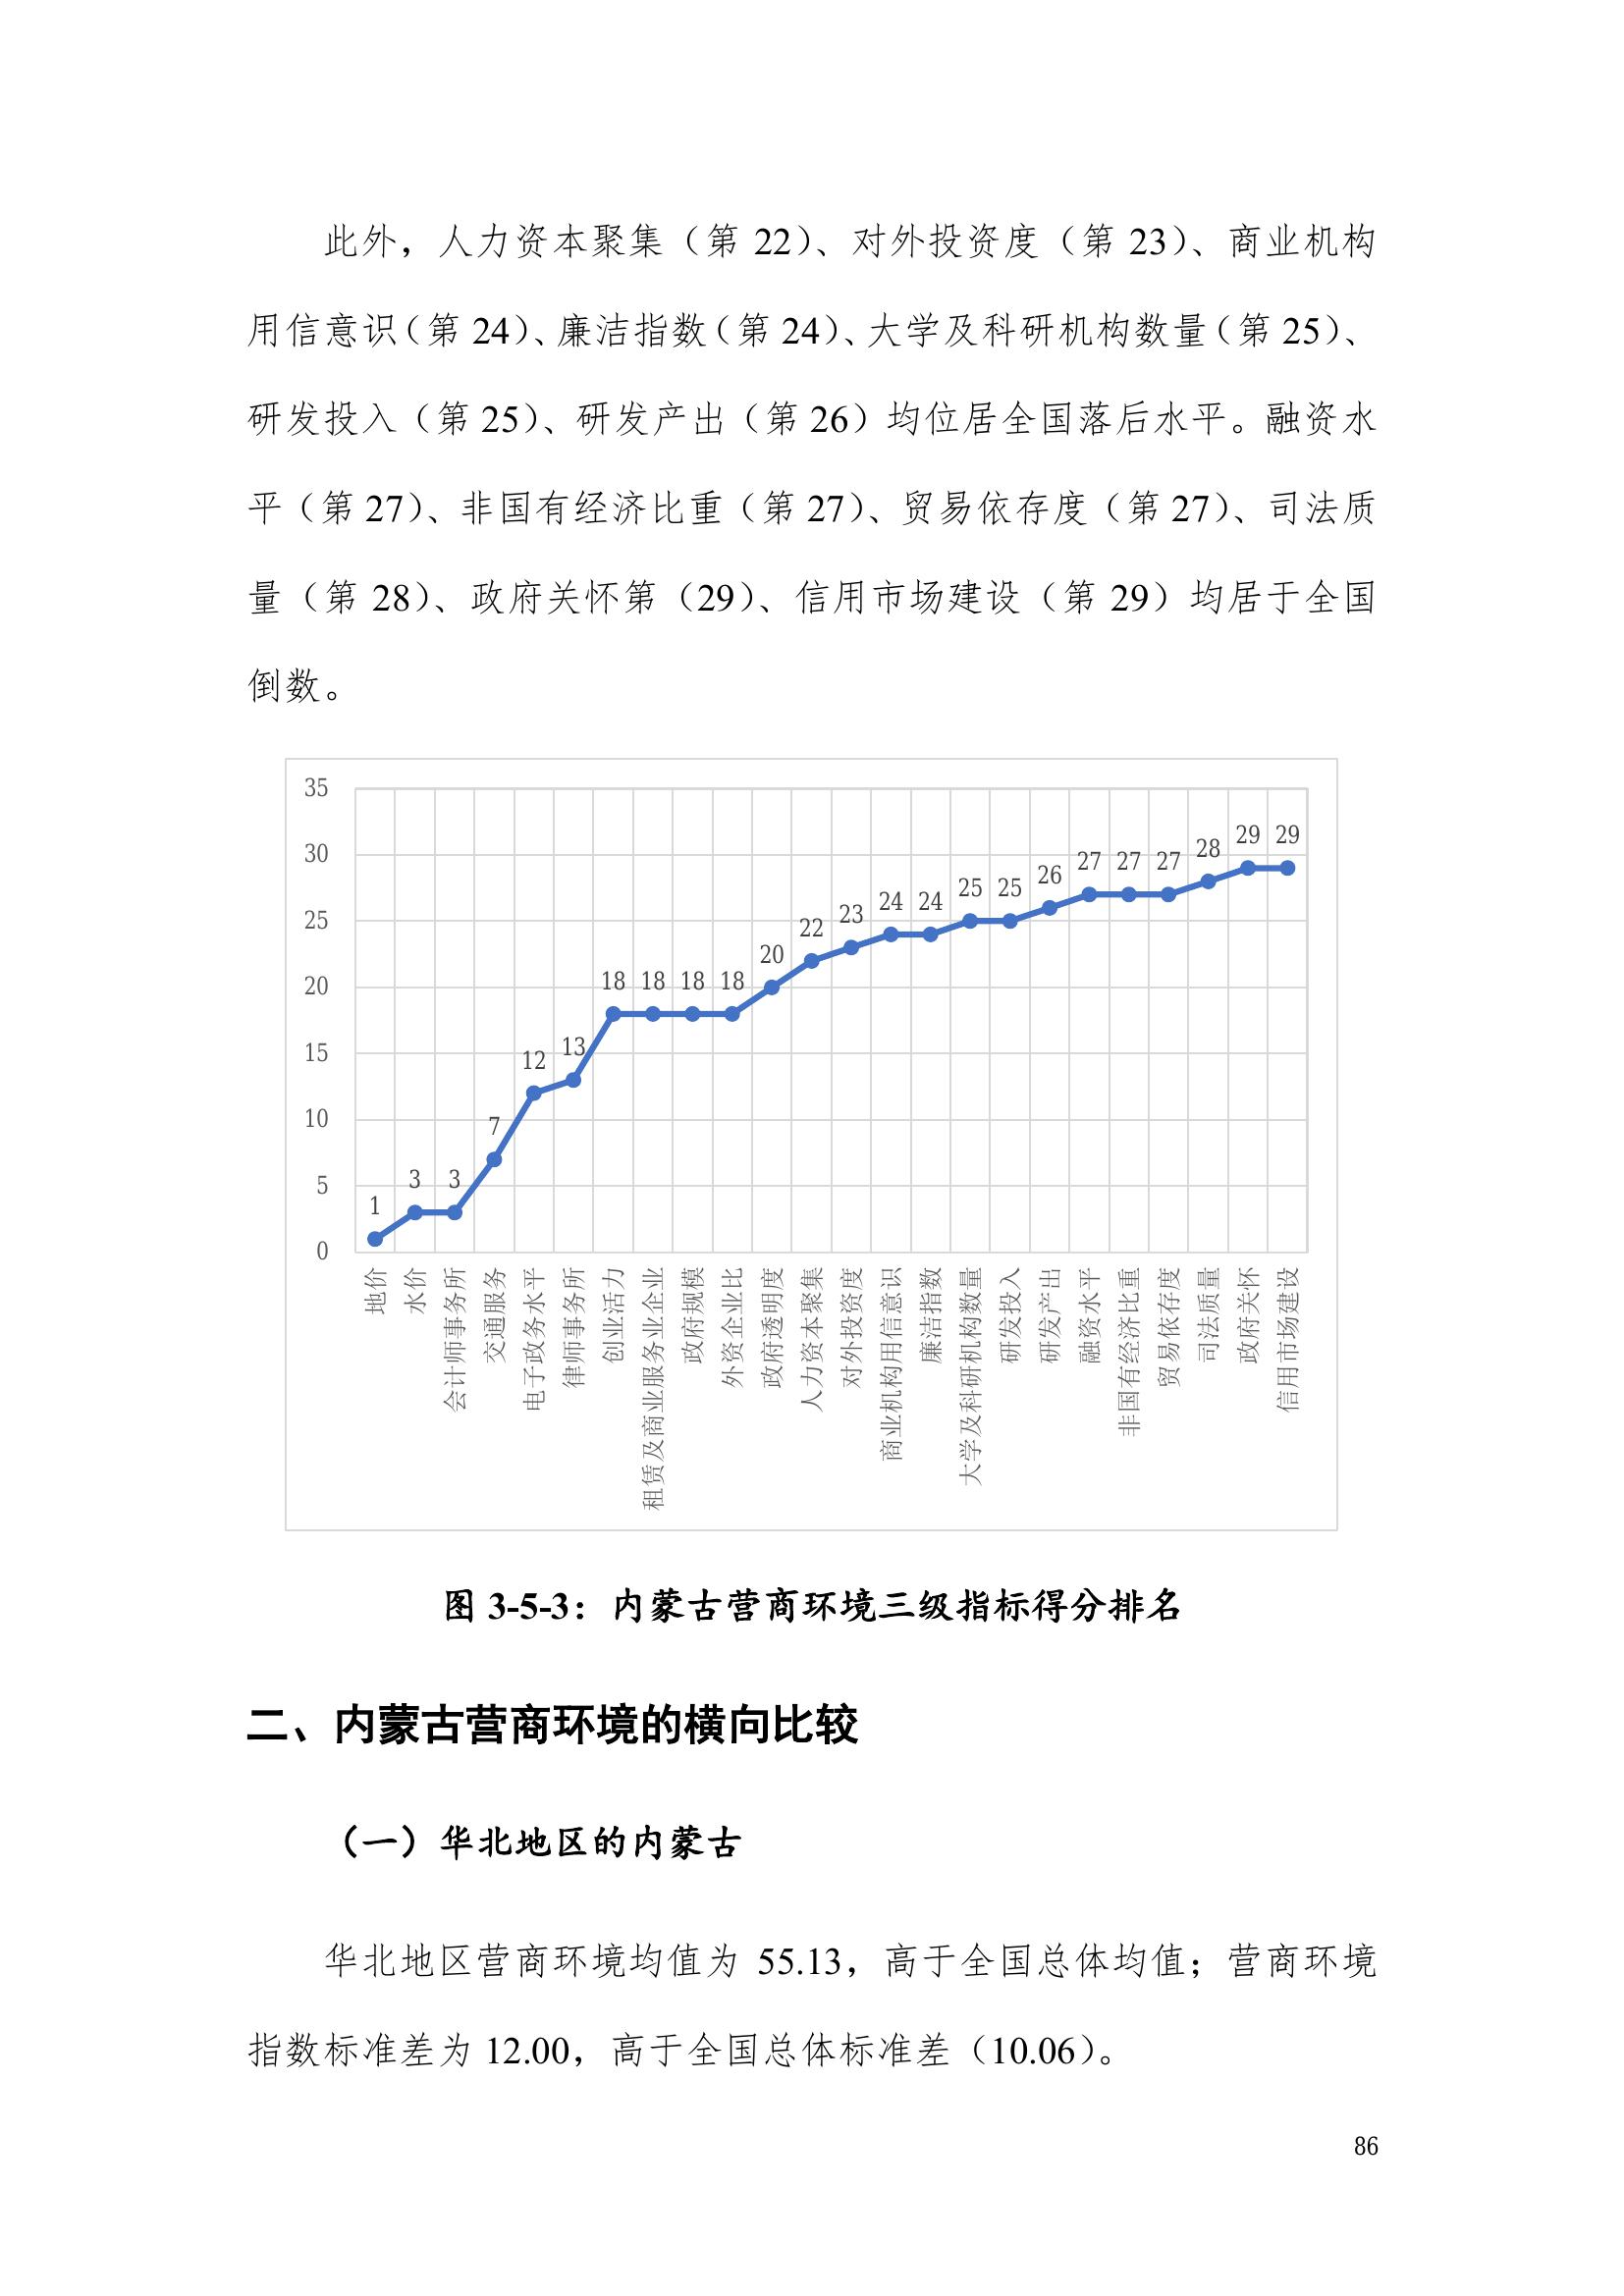 此外，人力资本聚集（第 22）、对外投资度（第 23）、商业机构
用信意识（第 24）、廉洁指数（第 24）、大学及科研机构数量（第 25）、
研发投入（第 25）、研发产出（第 26）均位居全国落后水平。融资水
平（第 27）、非国有经济比重（第 27）、贸易依存度（第 27）、司法质
量（第 28）、政府关怀第（29）、信用市场建设（第 29）均居于全国
倒数。
35
30
25
20
15
10
5
0
1
3
3
7
12
13
18
18
18
18
20
22
23
24
24
25
25
26
27
27
27
28
29
29
地价
水价
会计师事务所
交通服务
电子政务水平
律师事务所
创业活力
租赁及商业服务业企业
政府规模
外资企业比
政府透明度
人力资本聚集
对外投资度
商业机构用信意识
廉洁指数
大学及科研机构数量
研发投入
研发产出
融资水平
非国有经济比重
贸易依存度
司法质量
政府关怀
信用市场建设
图 3-5-3：内蒙古营商环境三级指标得分排名
二、内蒙古营商环境的横向比较
（一）华北地区的内蒙古
华北地区营商环境均值为 55.13，高于全国总体均值；营商环境
指数标准差为 12.00，高于全国总体标准差（10.06）。
86